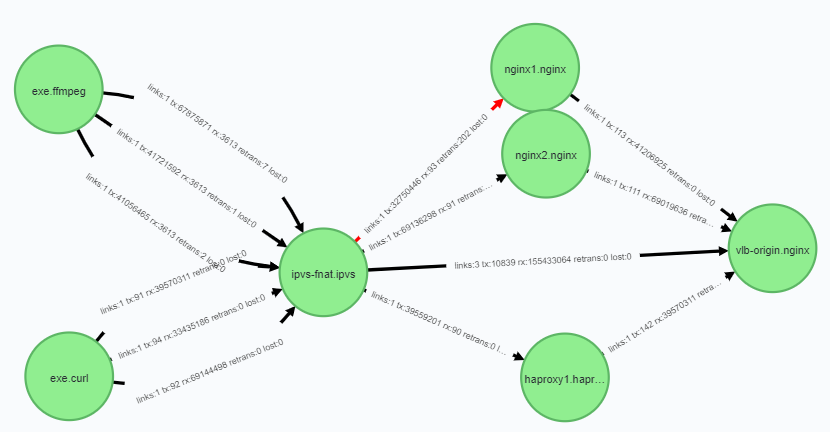 nginx1.nginx
exe.ffmpeg
links:1 tx:67875871 rx:3613 retrans:7 lost:0
links:1 tx:113 rx:41206925 retrans:0 lost:0
links:1 tx:41721592 rx:3613 retrans:1 lost:0
links:1 tx:32750446 rx:93 retrans:202 lost:0
nginx2.nginx
links:1 tx:111 rx:69019636 retra...
links:1 tx:41056465 rx:3613 retrans:2 lost:0
links:1 tx:69136298 rx:91 retrans:...
vlb-origin.nginx
links:1 tx:91 rx:39570311 retrans:0 lost:0
ipvs-fnat.ipvs
links:3 tx:10839 rx:155433064 retrans:0 lost:0
links:1 tx:94 rx:33435186 retrans:0 lost:0
links:1 tx:39559201 rx:90 retrans:0 l...
links:1 tx:142 rx:39570311 retra...
exe.curl
links:1 tx:92 rx:69144498 retrans:0 lost:0
haproxy1.hapr...